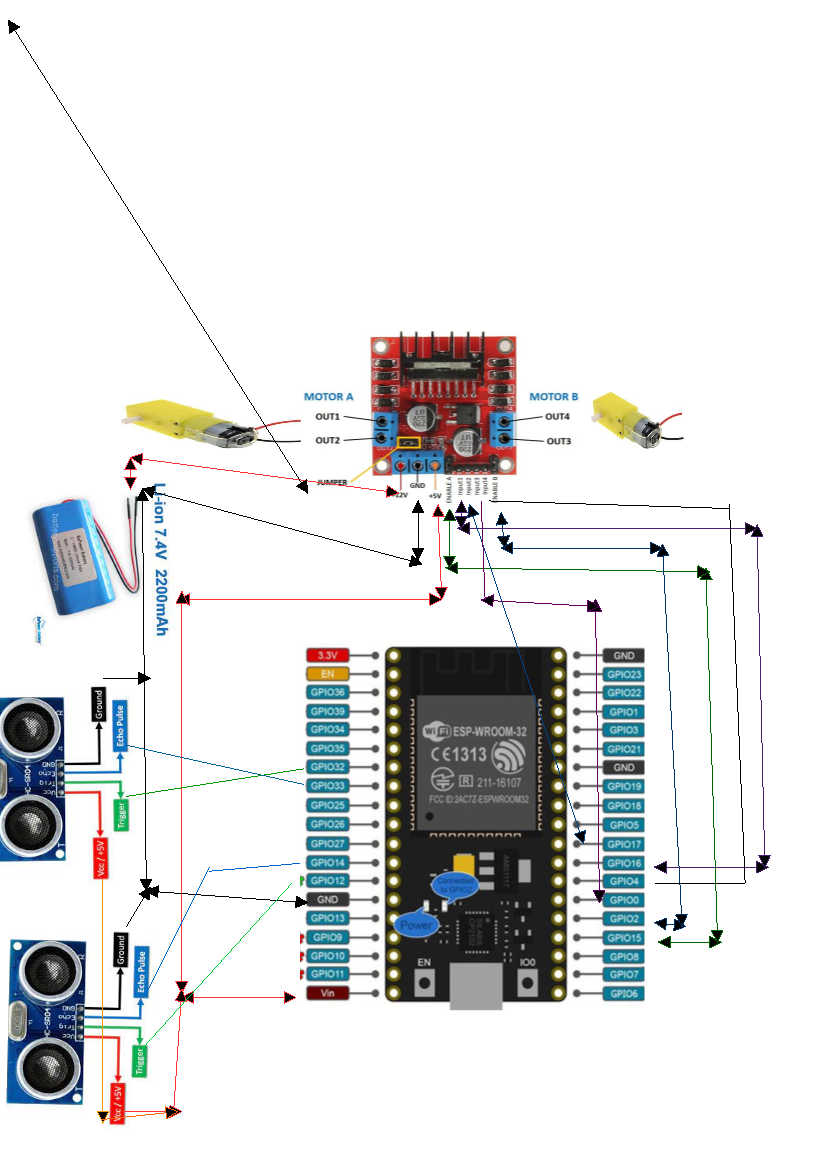 MOTOR A
MOTOR B
OUT1
OUT4
OUT2
OUT3
JUMPER
GND
+5V
ENABLE A
Input1
Input2
Input3
Input4
ENABLE B
Li-ion 7.4V 2200mAh
3.3V
EN
GPIO36
GPIO39
GPIO34
GPIO35
GPIO32
GPIO33
GPIO25
GPIO26
GPIO27
GPIO14
GPIO12
GND
GPIO13
GPIO9
GPIO10
GPIO11
Vin
WiFi ESP-WROOM-32
CE1313
R 211-16107
FCC ID:2AC7Z-ESPWROOM32
AMS1117
Connected
to GPIO2
Power
SILABS
CP2102
EN
IO0
GND
GPIO23
GPIO22
GPIO1
GPIO3
GPIO21
GND
GPIO19
GPIO18
GPIO5
GPIO17
GPIO16
GPIO4
GPIO0
GPIO2
GPIO15
GPIO8
GPIO7
GPIO6
Ground
Echo Pulse
Trigger
Vcc / +5V
R
HC-SR04
T
GND
Echo
Trig
Vcc
Ground
Echo Pulse
Trigger
Vcc / +5V
R
HC-SR04
T
GND
Echo
Trig
Vcc